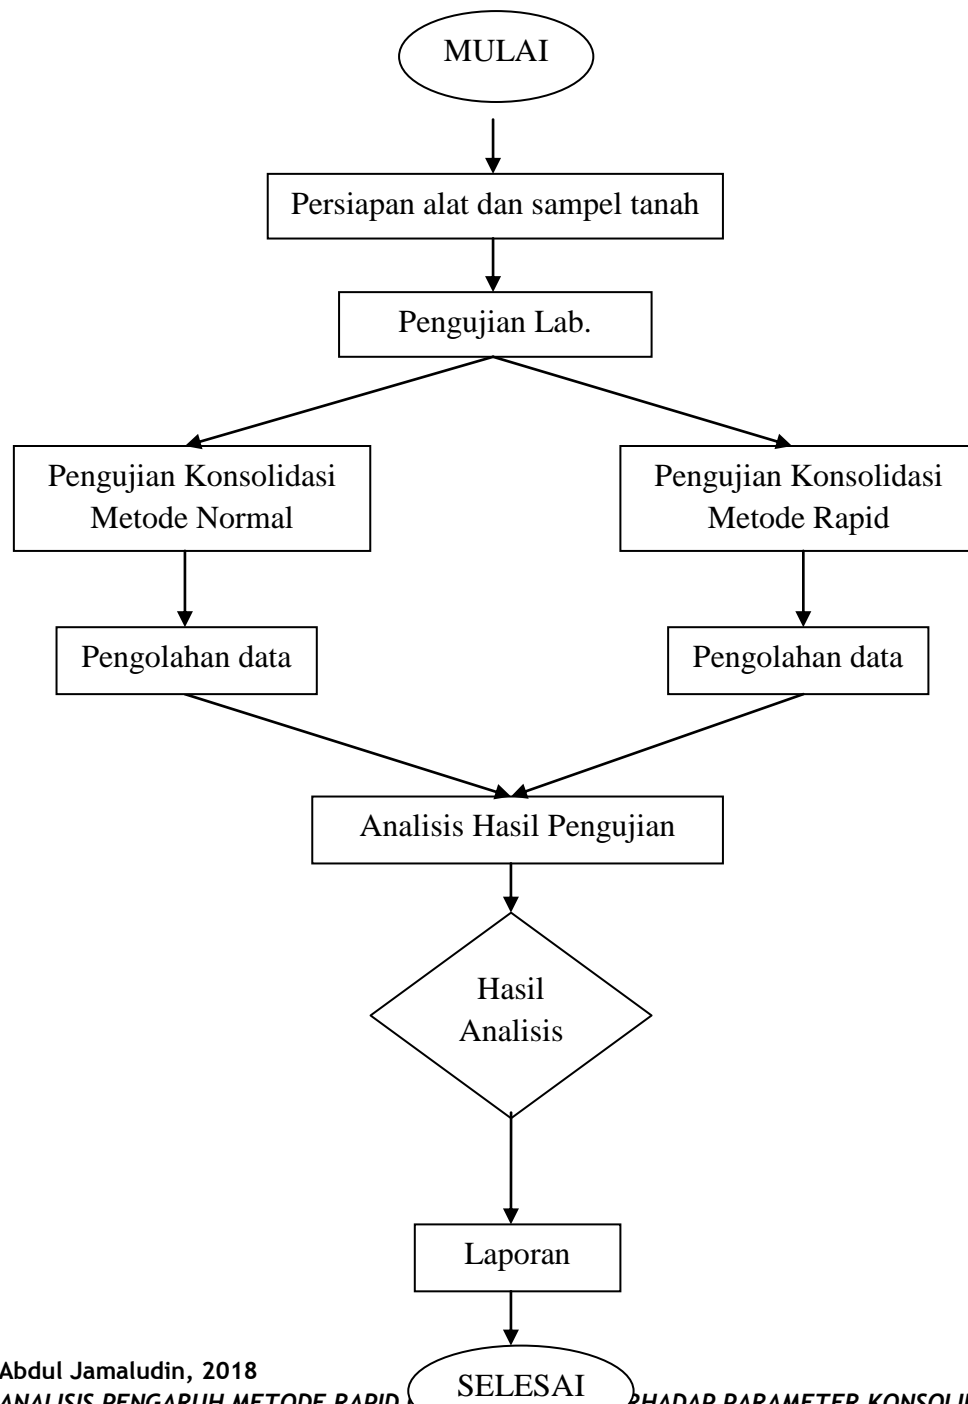 MULAI
Persiapan alat dan sampel tanah
Pengujian Lab.
Pengujian Konsolidasi
Metode Normal
Pengujian Konsolidasi
Metode Rapid
Pengolahan data
Pengolahan data
Analisis Hasil Pengujian
Hasil
Analisis
Laporan
SELESAI
Abdul Jamaludin, 2018
ANALISIS PENGARUH METODE RAPID PARAMETER